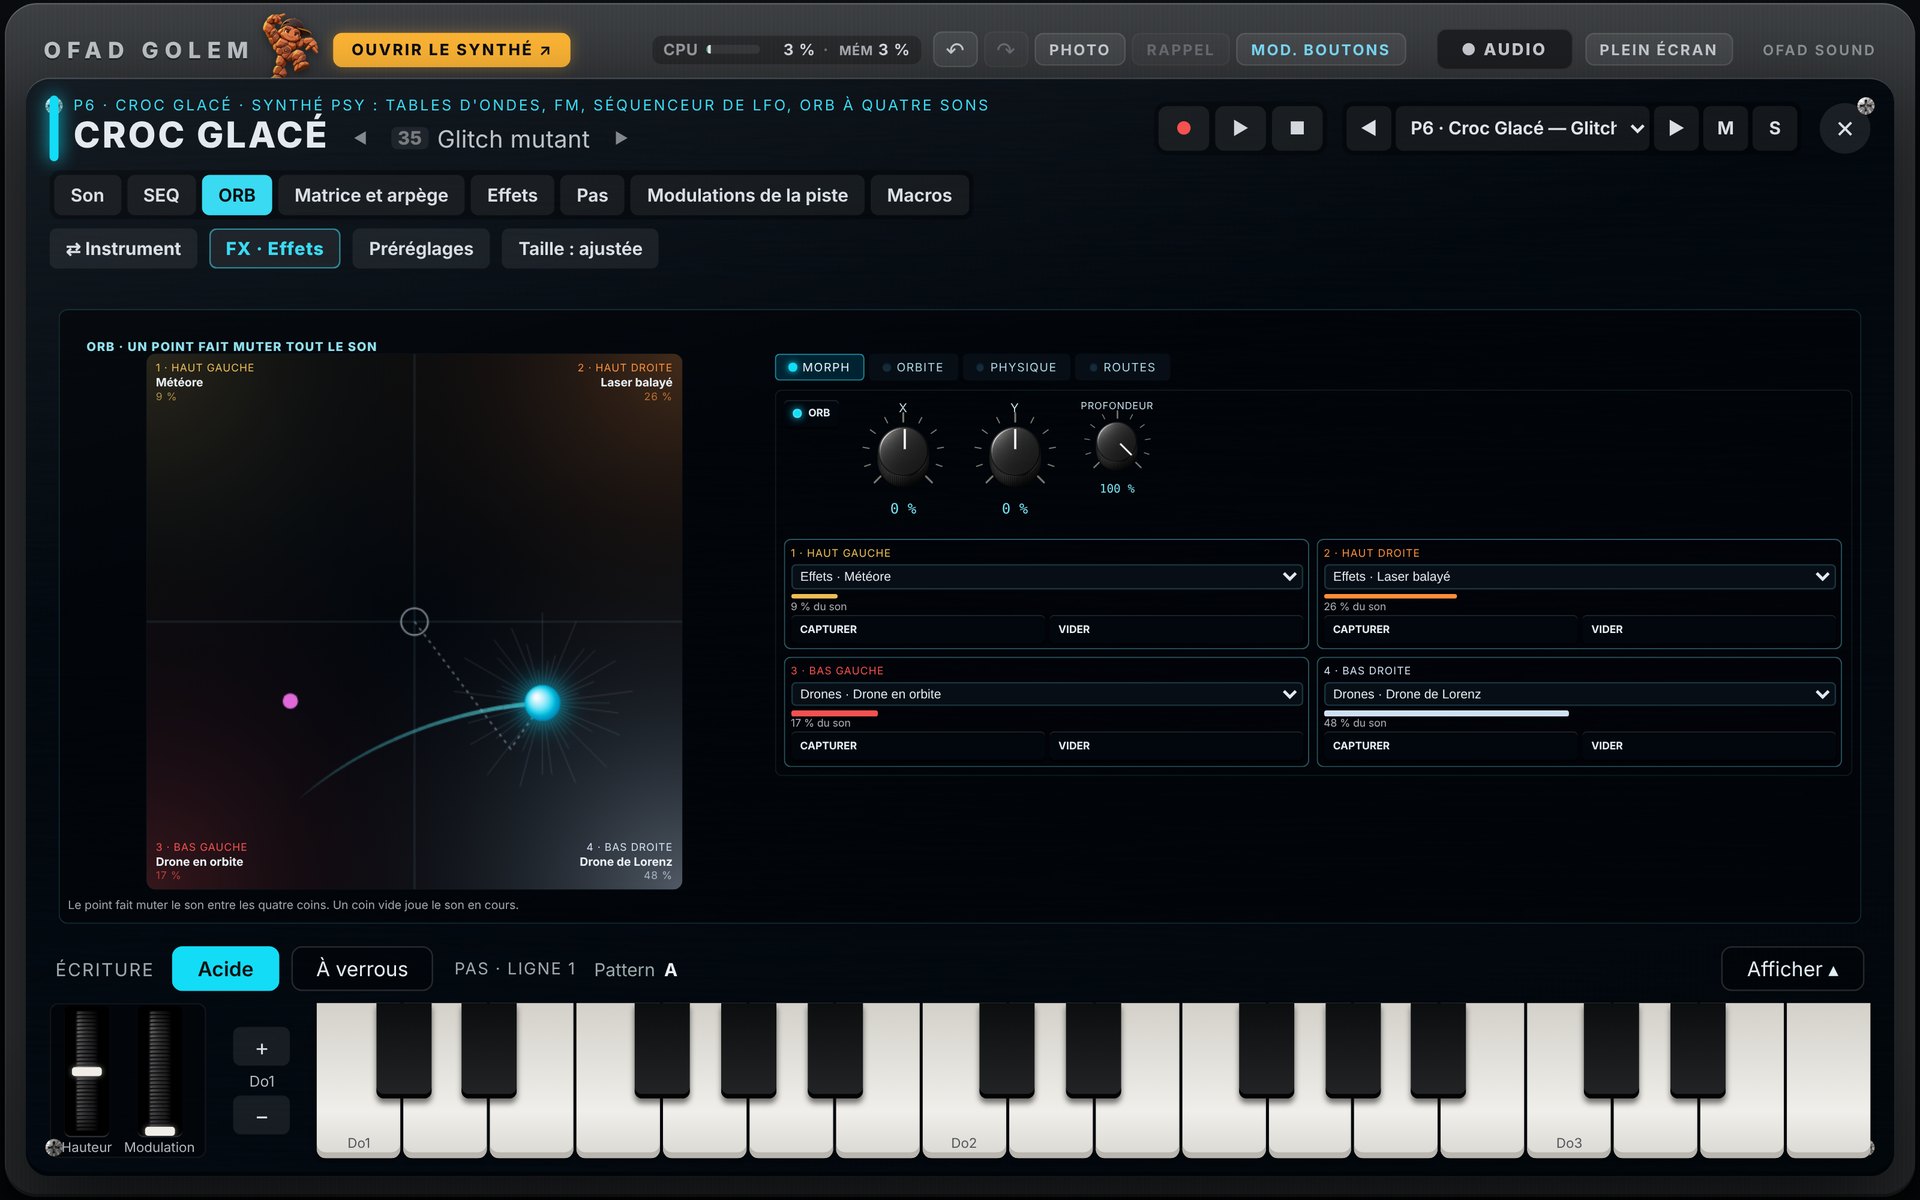 OFAD GOLEM
OUVRIR LE SYNTHÉ ↗
CPU 3 % · MÉM 3 %
PHOTO
RAPPEL
MOD. BOUTONS
AUDIO
PLEIN ÉCRAN
OFAD SOUND
P6 · CROC GLACÉ · SYNTHÉ PSY : TABLES D'ONDES, FM, SÉQUENCEUR DE LFO, ORB À QUATRE SONS
CROC GLACÉ
35 Glitch mutant
P6 · Croc Glacé — Glitch
M
S
Son
SEQ
ORB
Matrice et arpège
Effets
Pas
Modulations de la piste
Macros
⇄ Instrument
FX · Effets
Préréglages
Taille : ajustée
ORB · UN POINT FAIT MUTER TOUT LE SON
1 · HAUT GAUCHE
Météore
9 %
2 · HAUT DROITE
Laser balayé
26 %
3 · BAS GAUCHE
Drone en orbite
17 %
4 · BAS DROITE
Drone de Lorenz
48 %
Le point fait muter le son entre les quatre coins. Un coin vide joue le son en cours.
MORPH
ORBITE
PHYSIQUE
ROUTES
ORB
X
0 %
Y
0 %
PROFONDEUR
100 %
1 · HAUT GAUCHE
Effets · Météore
9 % du son
CAPTURER
VIDER
2 · HAUT DROITE
Effets · Laser balayé
26 % du son
CAPTURER
VIDER
3 · BAS GAUCHE
Drones · Drone en orbite
17 % du son
CAPTURER
VIDER
4 · BAS DROITE
Drones · Drone de Lorenz
48 % du son
CAPTURER
VIDER
ÉCRITURE
Acide
À verrous
PAS · LIGNE 1
Pattern A
Afficher ▴
Hauteur
Modulation
+
Do1
−
Do1
Do2
Do3